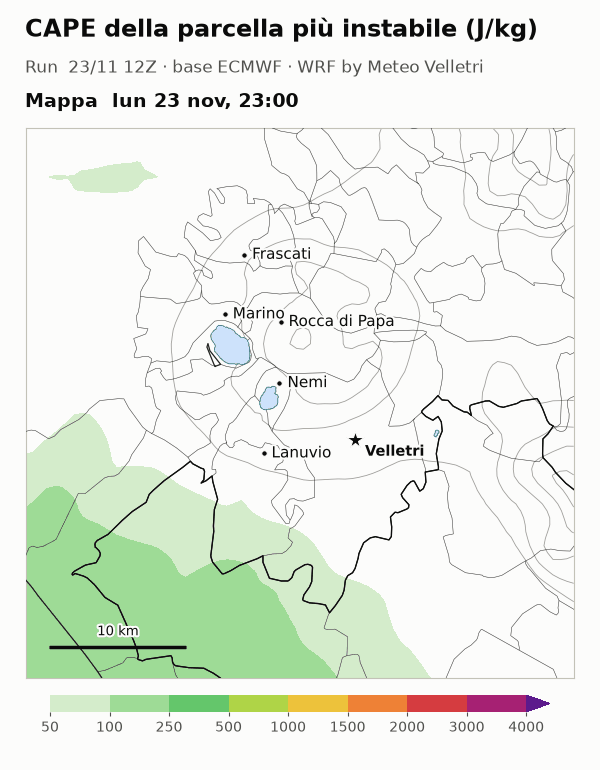 CAPE della parcella più instabile (J/kg)
Run  23/11 12Z · base ECMWF · WRF by Meteo Velletri
Mappa  lun 23 nov, 23:00
Frascati
Marino
Rocca di Papa
Nemi
Lanuvio
Velletri
10 km
50 100 250 500 1000 1500 2000 3000 4000